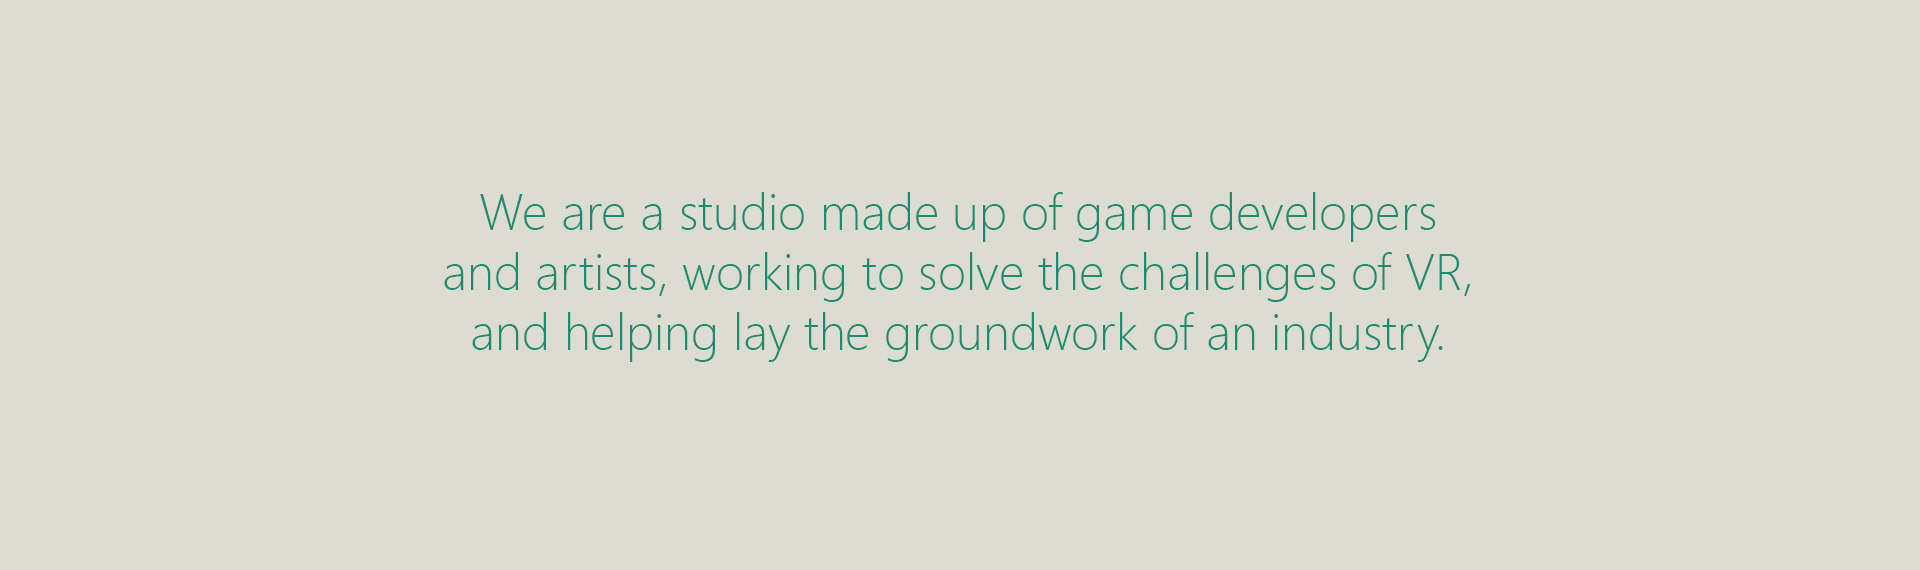 We are a studio made up of game developers
and artists, working to solve the challenges of VR,
and helping lay the groundwork of an industry.